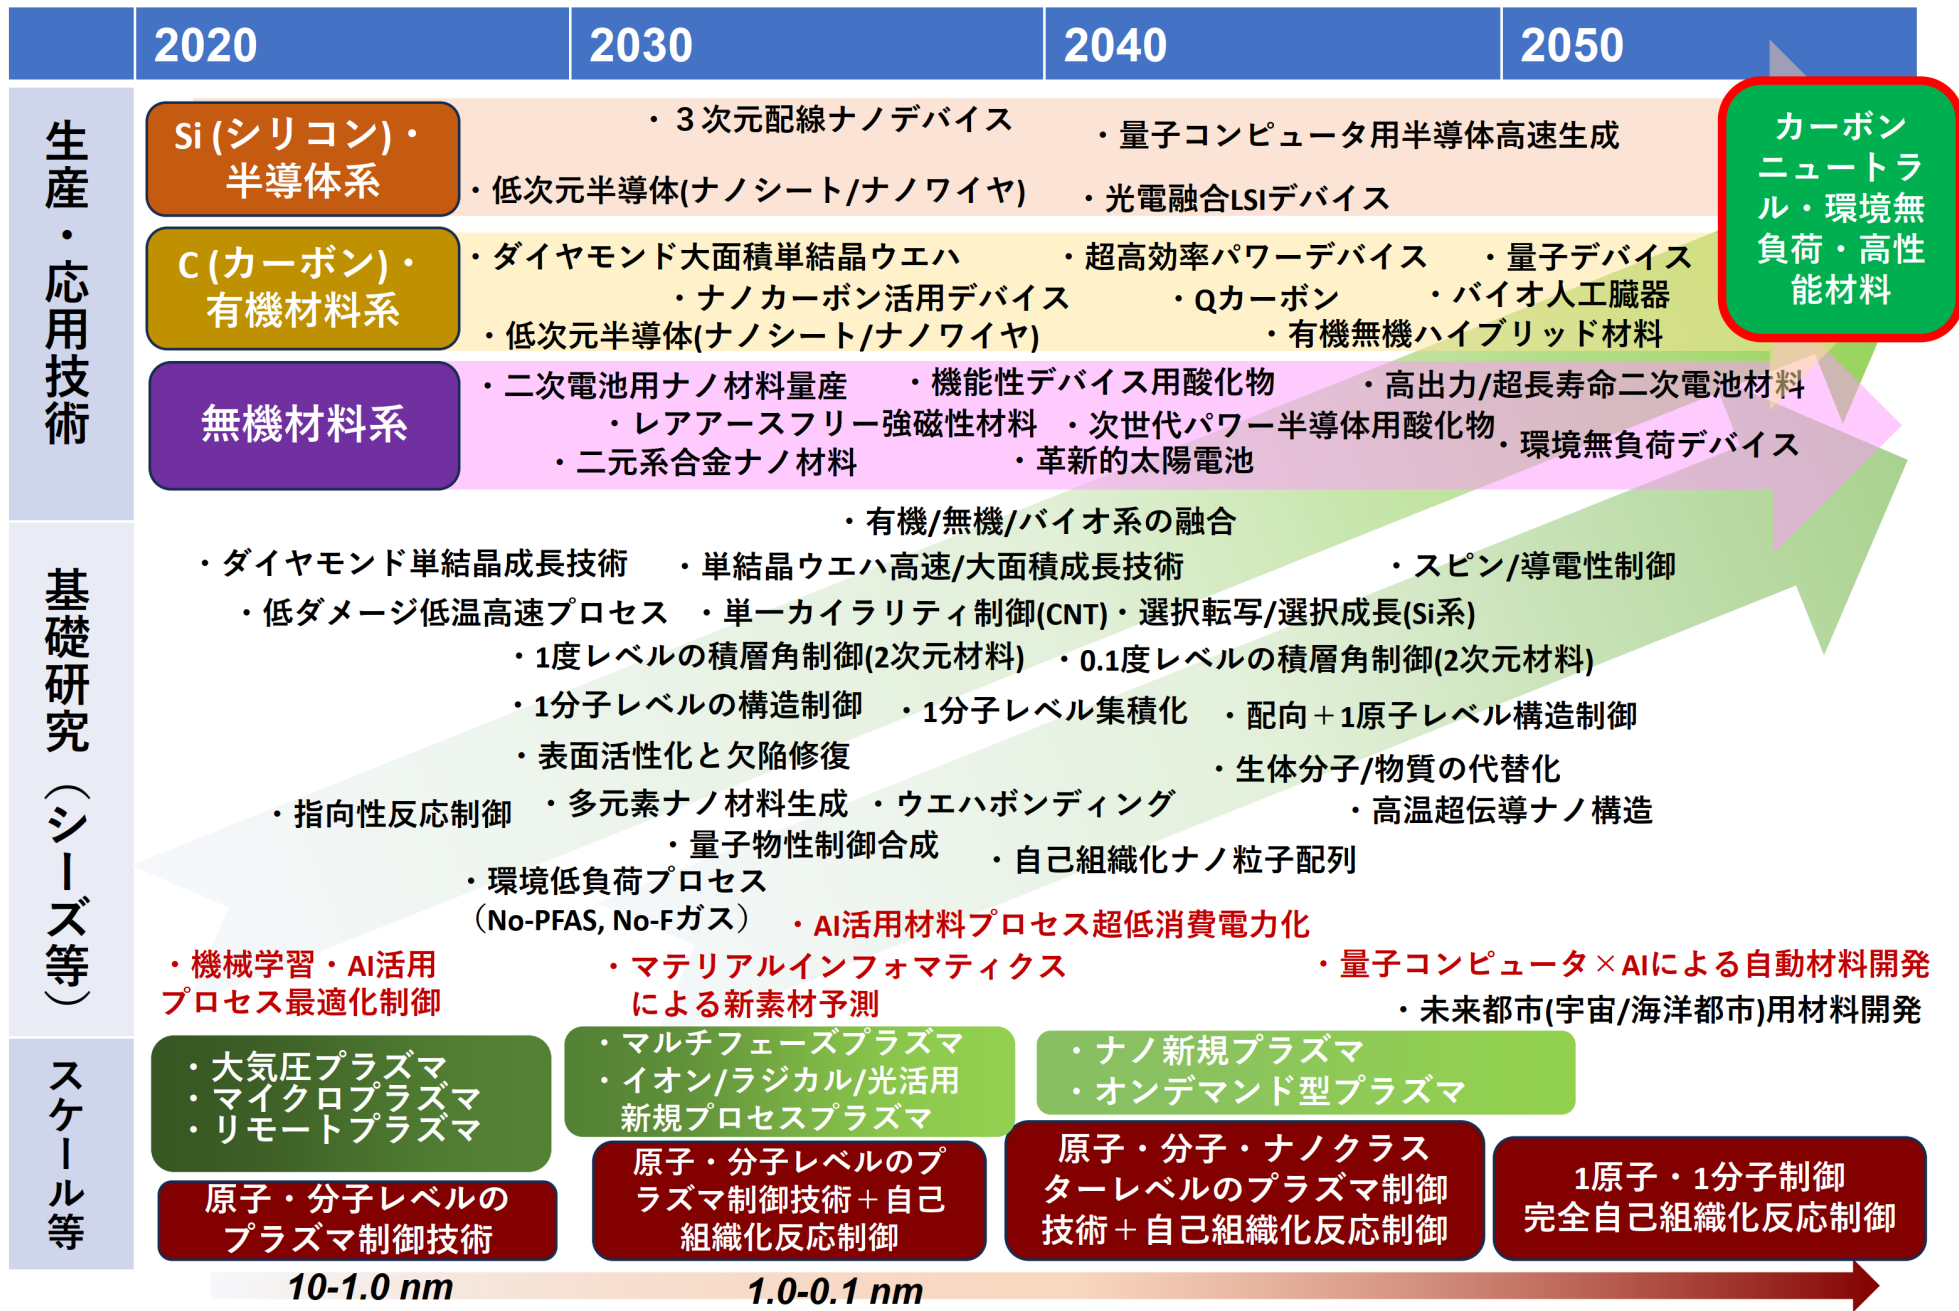 2020
2030
2040
2050
生産・応用技術
Si (シリコン)・
半導体系
・３次元配線ナノデバイス
・量子コンピュータ用半導体高速生成
・低次元半導体(ナノシート/ナノワイヤ)
・光電融合LSIデバイス
カーボン
ニュートラ
ル・環境無
負荷・高性
能材料
C (カーボン)・
有機材料系
・ダイヤモンド大面積単結晶ウエハ
・超高効率パワーデバイス
・量子デバイス
・ナノカーボン活用デバイス
・Qカーボン
・バイオ人工臓器
・低次元半導体(ナノシート/ナノワイヤ)
・有機無機ハイブリッド材料
無機材料系
・二次電池用ナノ材料量産
・機能性デバイス用酸化物
・高出力/超長寿命二次電池材料
・レアアースフリー強磁性材料
・次世代パワー半導体用酸化物
・環境無負荷デバイス
・二元系合金ナノ材料
・革新的太陽電池
基礎研究（シーズ等）
・有機/無機/バイオ系の融合
・ダイヤモンド単結晶成長技術
・単結晶ウエハ高速/大面積成長技術
・スピン/導電性制御
・低ダメージ低温高速プロセス
・単一カイラリティ制御(CNT)
・選択転写/選択成長(Si系)
・1度レベルの積層角制御(2次元材料)
・0.1度レベルの積層角制御(2次元材料)
・1分子レベルの構造制御
・1分子レベル集積化
・配向＋1原子レベル構造制御
・表面活性化と欠陥修復
・生体分子/物質の代替化
・指向性反応制御
・多元素ナノ材料生成
・ウエハボンディング
・高温超伝導ナノ構造
・量子物性制御合成
・自己組織化ナノ粒子配列
・環境低負荷プロセス
（No-PFAS, No-Fガス）
・AI活用材料プロセス超低消費電力化
・機械学習・AI活用
プロセス最適化制御
・マテリアルインフォマティクス
による新素材予測
・量子コンピュータ×AIによる自動材料開発
・未来都市(宇宙/海洋都市)用材料開発
スケール等
・大気圧プラズマ
・マイクロプラズマ
・リモートプラズマ
・マルチフェーズプラズマ
・イオン/ラジカル/光活用
新規プロセスプラズマ
・ナノ新規プラズマ
・オンデマンド型プラズマ
原子・分子レベルの
プラズマ制御技術
原子・分子レベルのプ
ラズマ制御技術＋自己
組織化反応制御
原子・分子・ナノクラス
ターレベルのプラズマ制御
技術＋自己組織化反応制御
1原子・1分子制御
完全自己組織化反応制御
10-1.0 nm
1.0-0.1 nm